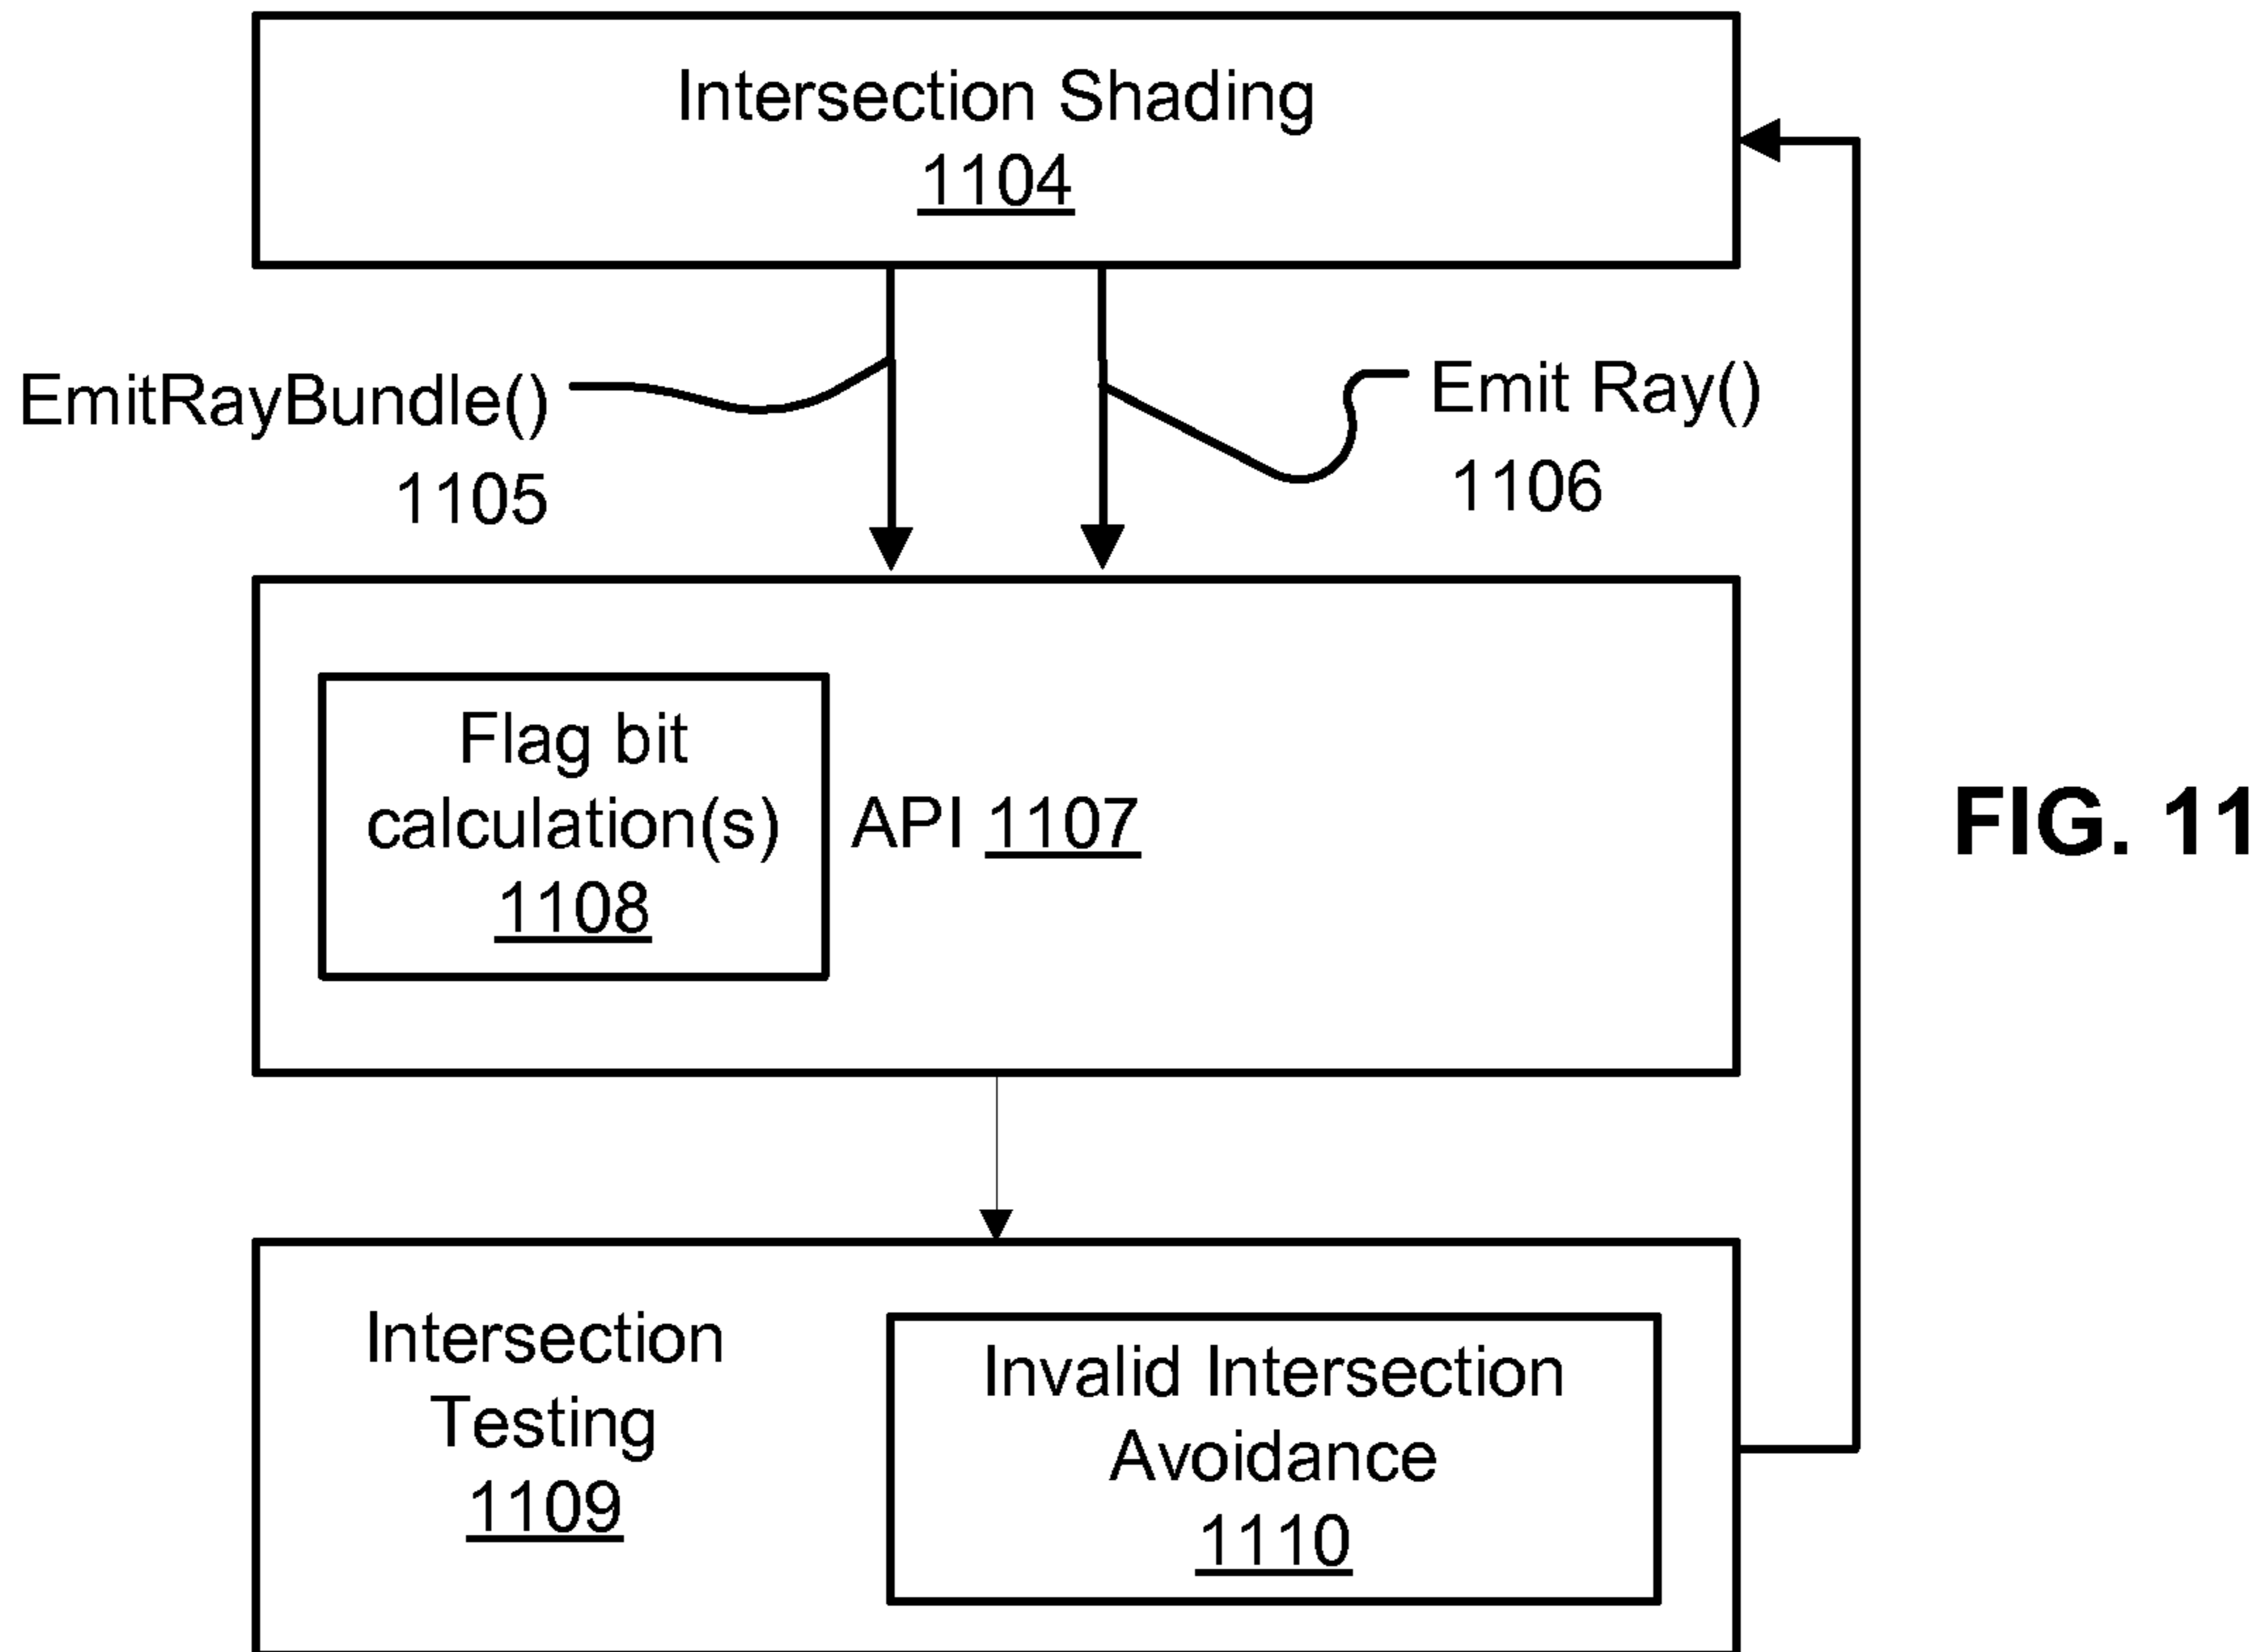 Intersection Shading
1104
EmitRayBundle()
1105
Emit Ray()
1106
Flag bit
calculation(s)
1108
API 1107
FIG. 11
Intersection
Testing
1109
Invalid Intersection
Avoidance
1110